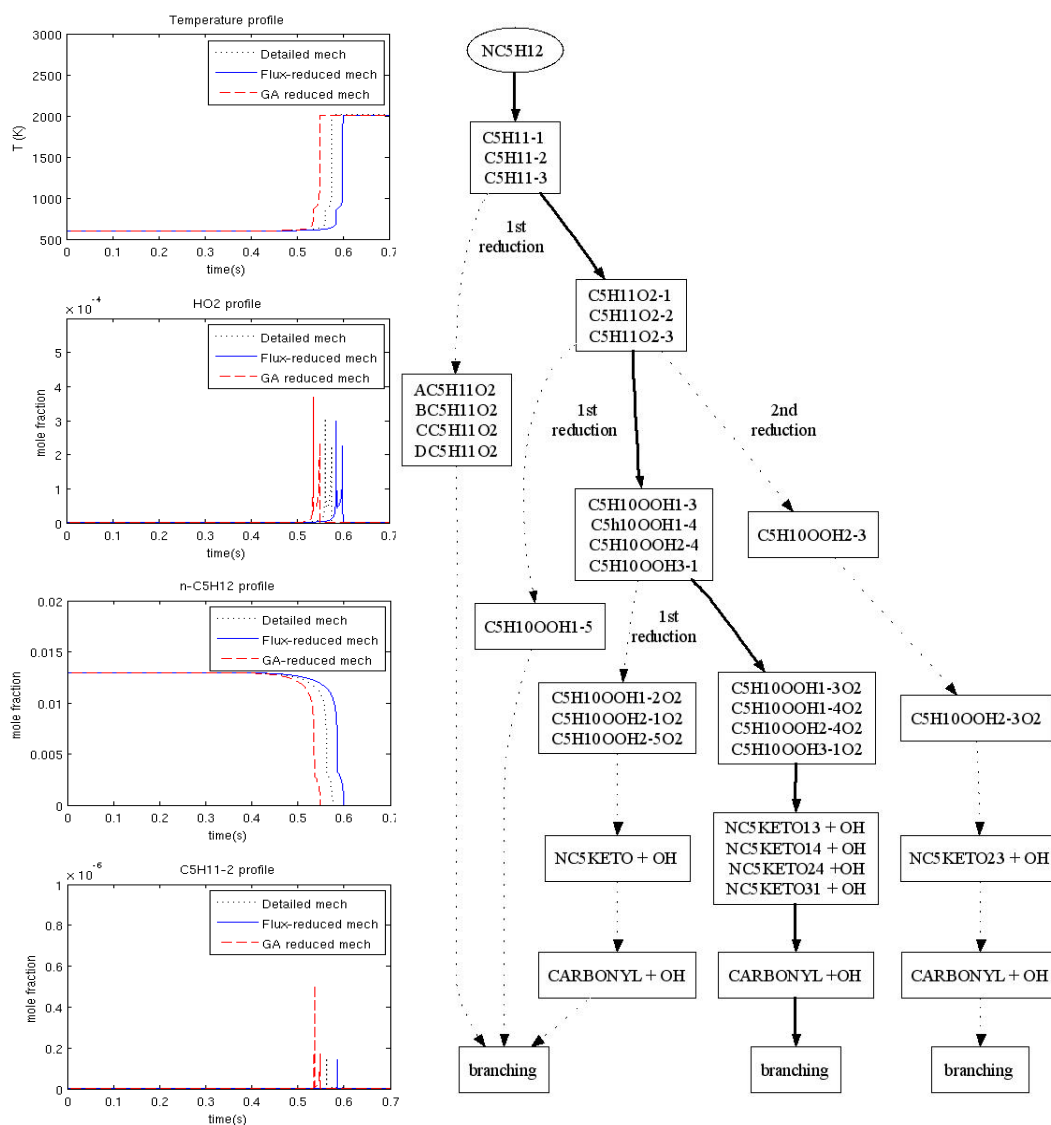 Temperature profile
3000
2500
2000
1500
1000
500
T (K)
Detailed mech
Flux-reduced mech
GA reduced mech
0 0.1 0.2 0.3 0.4 0.5 0.6 0.7
time(s)
HO2 profile
× 10⁻⁴
5
4
3
2
1
0
mole fraction
Detailed mech
Flux-reduced mech
GA reduced mech
0 0.1 0.2 0.3 0.4 0.5 0.6 0.7
time(s)
n-C5H12 profile
0.02
0.015
0.01
0.005
0
mole fraction
Detailed mech
Flux-reduced mech
GA-reduced mech
0 0.1 0.2 0.3 0.4 0.5 0.6 0.7
time(s)
C5H11-2 profile
× 10⁻⁶
1
0.8
0.6
0.4
0.2
0
mole fraction
Detailed mech
Flux-reduced mech
GA reduced mech
0 0.1 0.2 0.3 0.4 0.5 0.6 0.7
time(s)
NC5H12
C5H11-1
C5H11-2
C5H11-3
1st
reduction
C5H11O2-1
C5H11O2-2
C5H11O2-3
AC5H11O2
BC5H11O2
CC5H11O2
DC5H11O2
1st
reduction
2nd
reduction
C5H10OOH1-3
C5h10OOH1-4
C5H10OOH2-4
C5H10OOH3-1
C5H10OOH2-3
C5H10OOH1-5
1st
reduction
C5H10OOH1-2O2
C5H10OOH2-1O2
C5H10OOH2-5O2
C5H10OOH1-3O2
C5H10OOH1-4O2
C5H10OOH2-4O2
C5H10OOH3-1O2
C5H10OOH2-3O2
NC5KETO + OH
NC5KETO13 + OH
NC5KETO14 + OH
NC5KETO24 +OH
NC5KETO31 + OH
NC5KETO23 + OH
CARBONYL + OH
CARBONYL +OH
CARBONYL + OH
branching
branching
branching